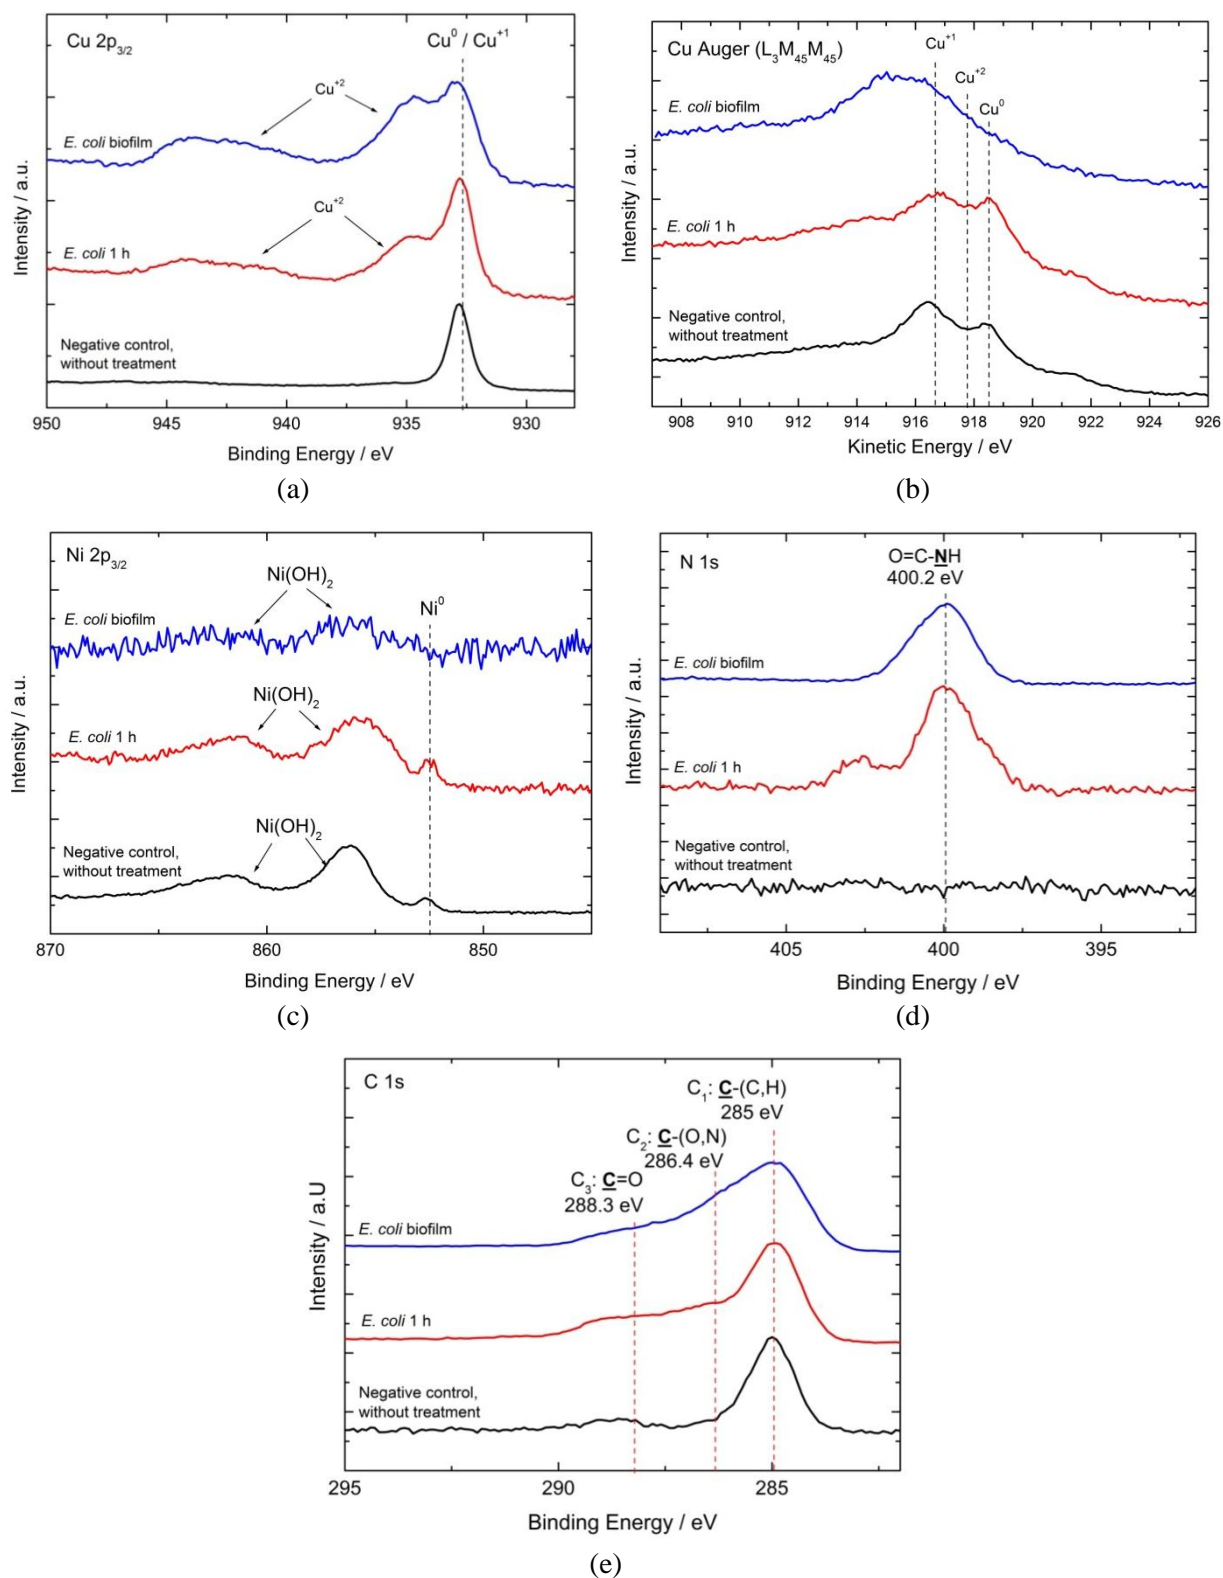 Cu 2p3/2
Cu0 / Cu+1
Cu+2
E. coli biofilm
Cu+2
E. coli 1 h
Negative control,
without treatment
Intensity / a.u.
950 945 940 935 930
Binding Energy / eV
(a)
Cu Auger (L3M45M45)
Cu+1
Cu+2
Cu0
E. coli biofilm
E. coli 1 h
Negative control,
without treatment
Intensity / a.u.
908 910 912 914 916 918 920 922 924 926
Kinetic Energy / eV
(b)
Ni 2p3/2
Ni(OH)2
Ni0
E. coli biofilm
Ni(OH)2
E. coli 1 h
Ni(OH)2
Negative control,
without treatment
Intensity / a.u.
870 860 850
Binding Energy / eV
(c)
N 1s
O=C-NH
400.2 eV
E. coli biofilm
E. coli 1 h
Negative control,
without treatment
Intensity / a.u.
405 400 395
Binding Energy / eV
(d)
C 1s
C1: C-(C,H)
285 eV
C2: C-(O,N)
286.4 eV
C3: C=O
288.3 eV
E. coli biofilm
E. coli 1 h
Negative control,
without treatment
Intensity / a.U
295 290 285
Binding Energy / eV
(e)